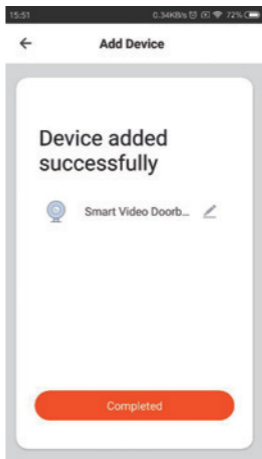 15:51 0.34KB/s 72%
Add Device
Device added
successfully
Smart Video Doorb...
Completed